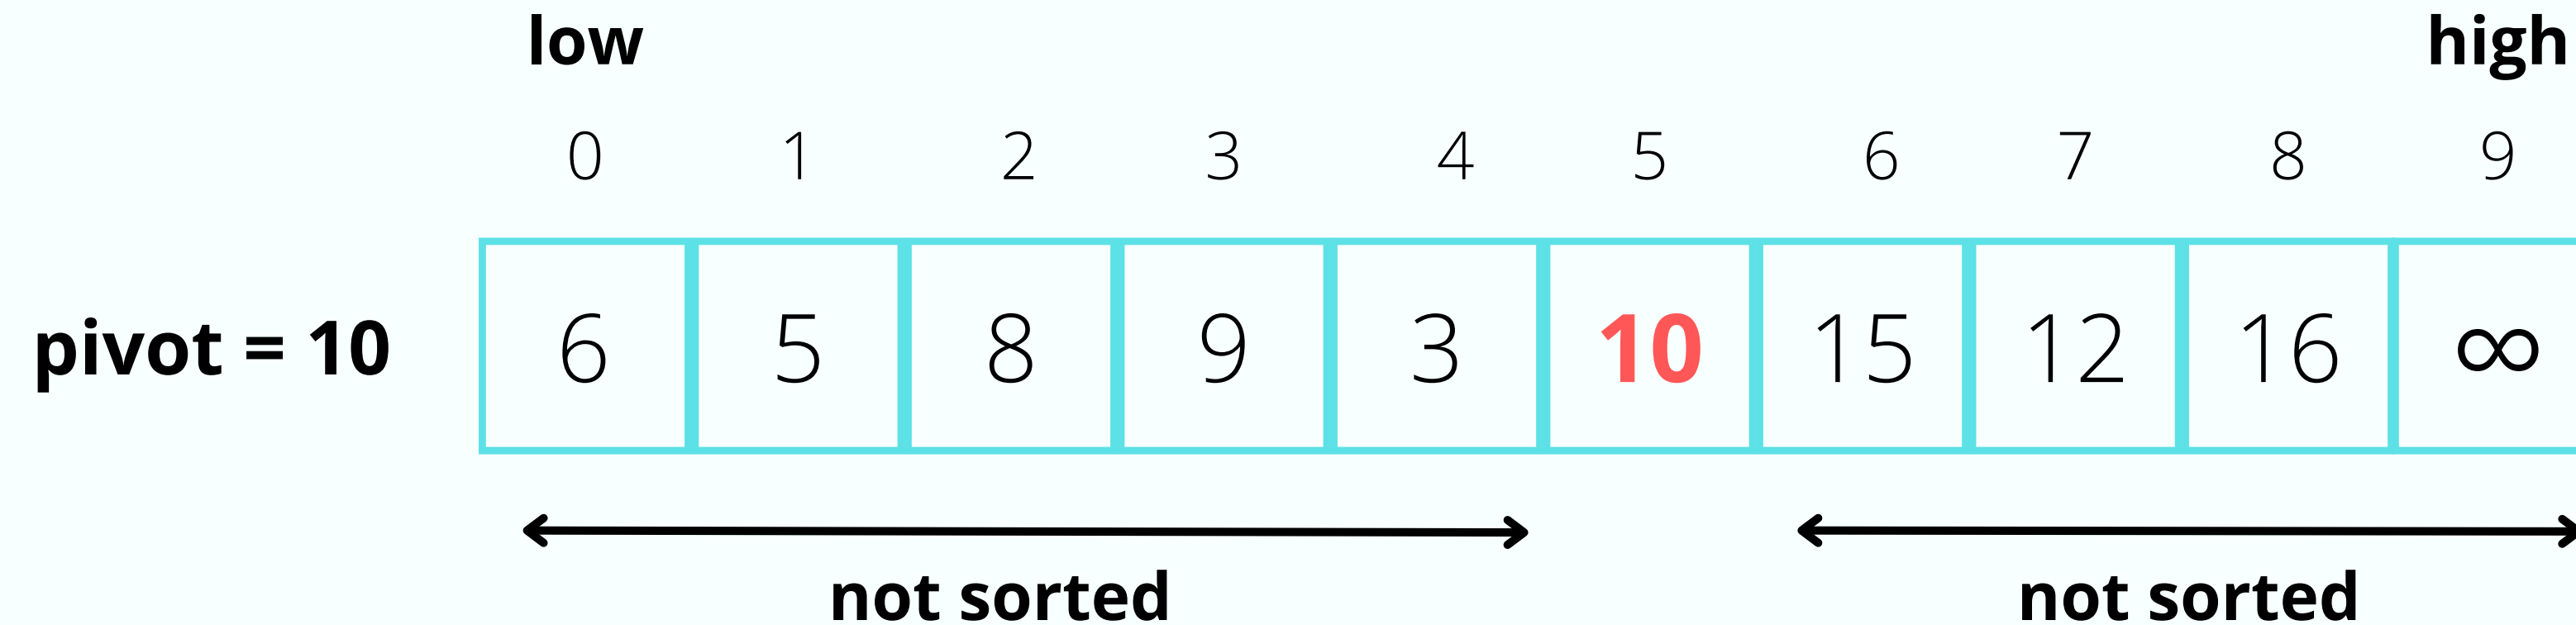 low high
0 1 2 3 4 5 6 7 8 9
pivot = 10 6 5 8 9 3 10 15 12 16 ∞
not sorted not sorted